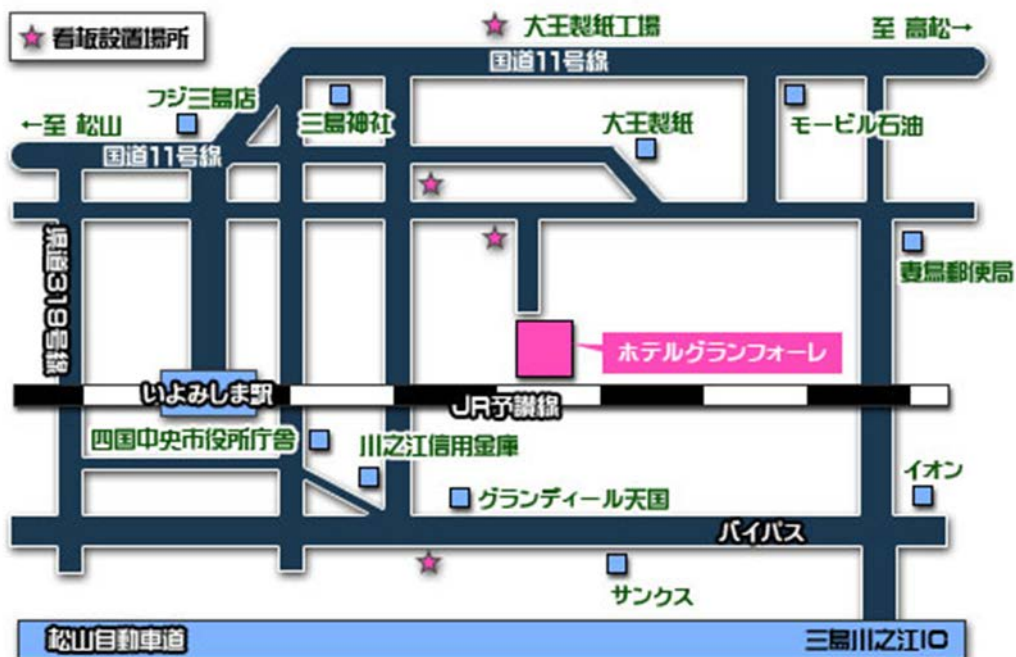 ★ 看板設置場所
★ 大王製紙工場
至 高松→
国道11号線
フジ三島店
三島神社
大王製紙
モービル石油
←至 松山
国道11号線
県道319号線
妻鳥郵便局
ホテルグランフォーレ
いよみしま駅
JR予讃線
四国中央市役所庁舎
川之江信用金庫
グランディール天国
イオン
バイパス
サンクス
松山自動車道
三島川之江IC